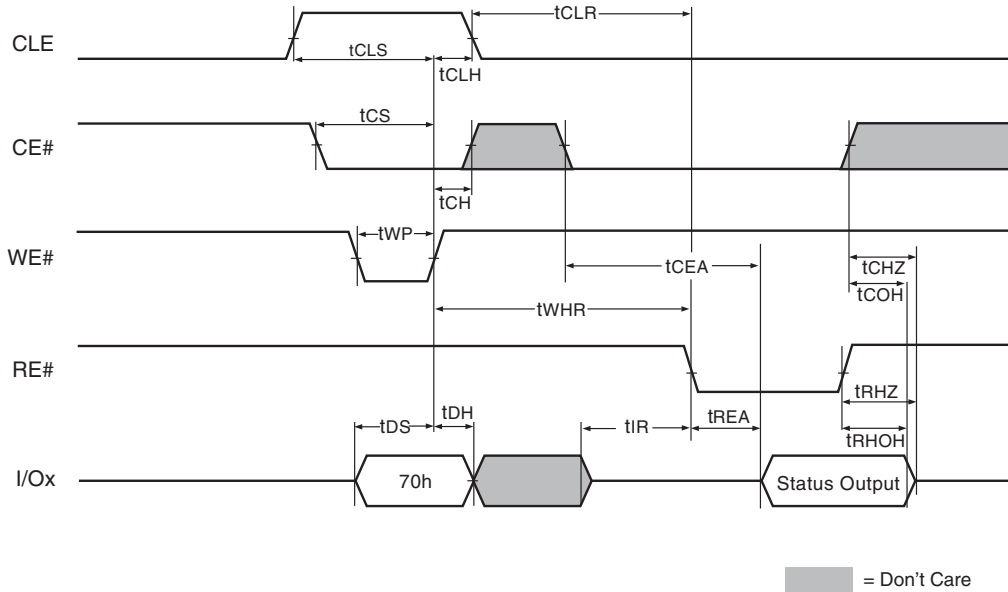 tCLR
CLE
tCLS
tCLH
tCS
CE#
tCH
tWP
WE#
tCEA
tCHZ
tCOH
tWHR
RE#
tRHZ
tDH
tDS
tIR
tREA
tRHOH
I/Ox
70h
Status Output
= Don't Care